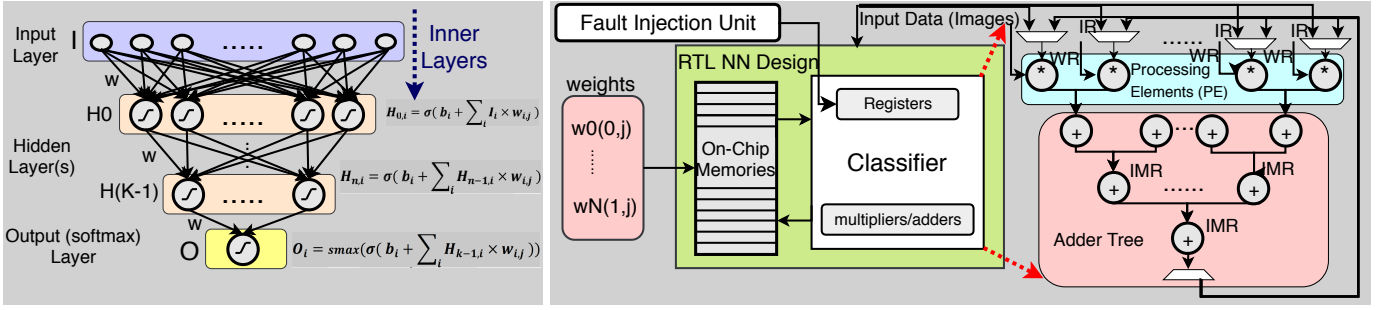 Input
Layer
I
.....
Inner
Layers
w
H0
.....
H₀,ᵢ = σ( bᵢ + ∑ᵢ Iᵢ × wᵢ,ⱼ )
w
Hidden
Layer(s)
H(K-1)
.....
Hₙ,ᵢ = σ( bᵢ + ∑ᵢ Hₙ₋₁,ᵢ × wᵢ,ⱼ)
w
Output (softmax)
Layer
O
Oᵢ = smax(σ( bᵢ + ∑ᵢ Hₖ₋₁,ᵢ × wᵢ,ⱼ))
Fault Injection Unit
Input Data (Images)
RTL NN Design
weights
w0(0,j)
......
wN(1,j)
On-Chip
Memories
Registers
Classifier
multipliers/adders
IR IR IR IR
......
WR WR WR WR
* * * *
Processing
Elements (PE)
+ + ... + +
IMR IMR
+ ...... +
IMR
+
Adder Tree